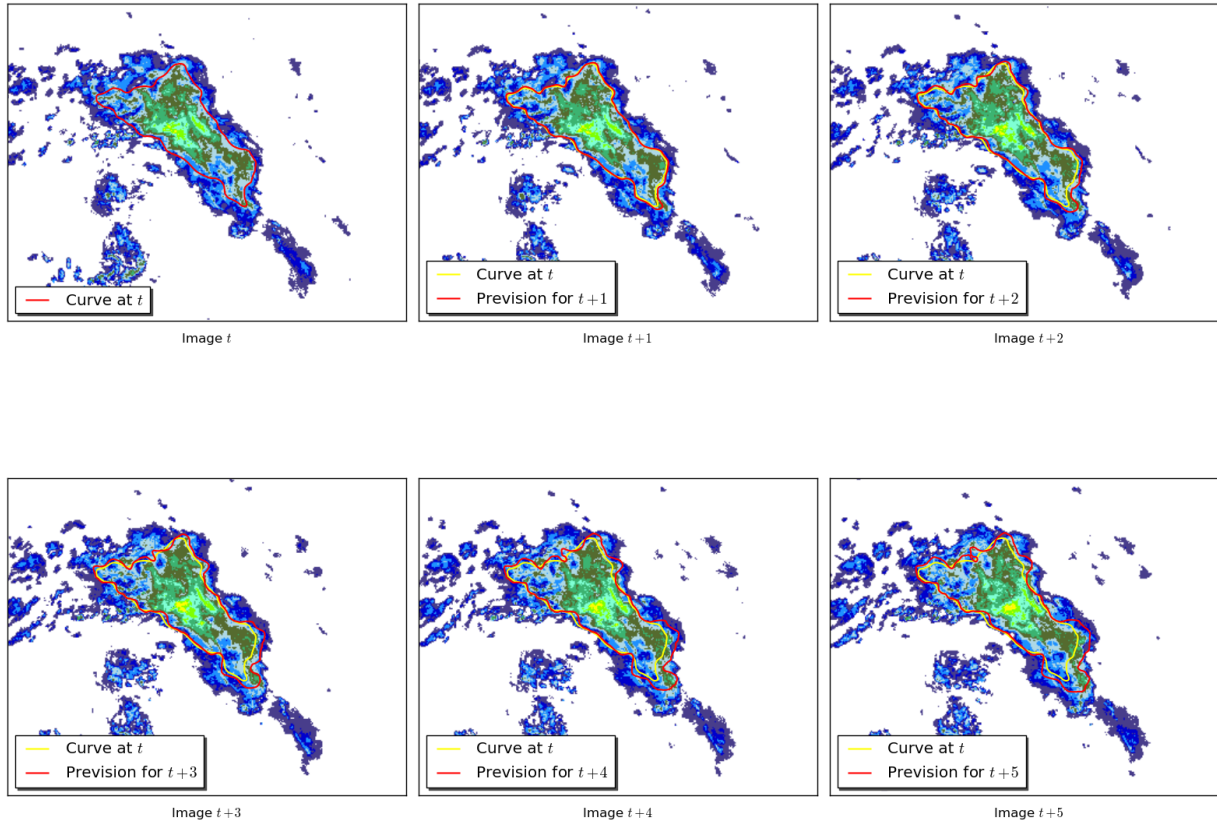 Curve at t
Image t
Curve at t
Prevision for t+1
Image t+1
Curve at t
Prevision for t+2
Image t+2
Curve at t
Prevision for t+3
Image t+3
Curve at t
Prevision for t+4
Image t+4
Curve at t
Prevision for t+5
Image t+5